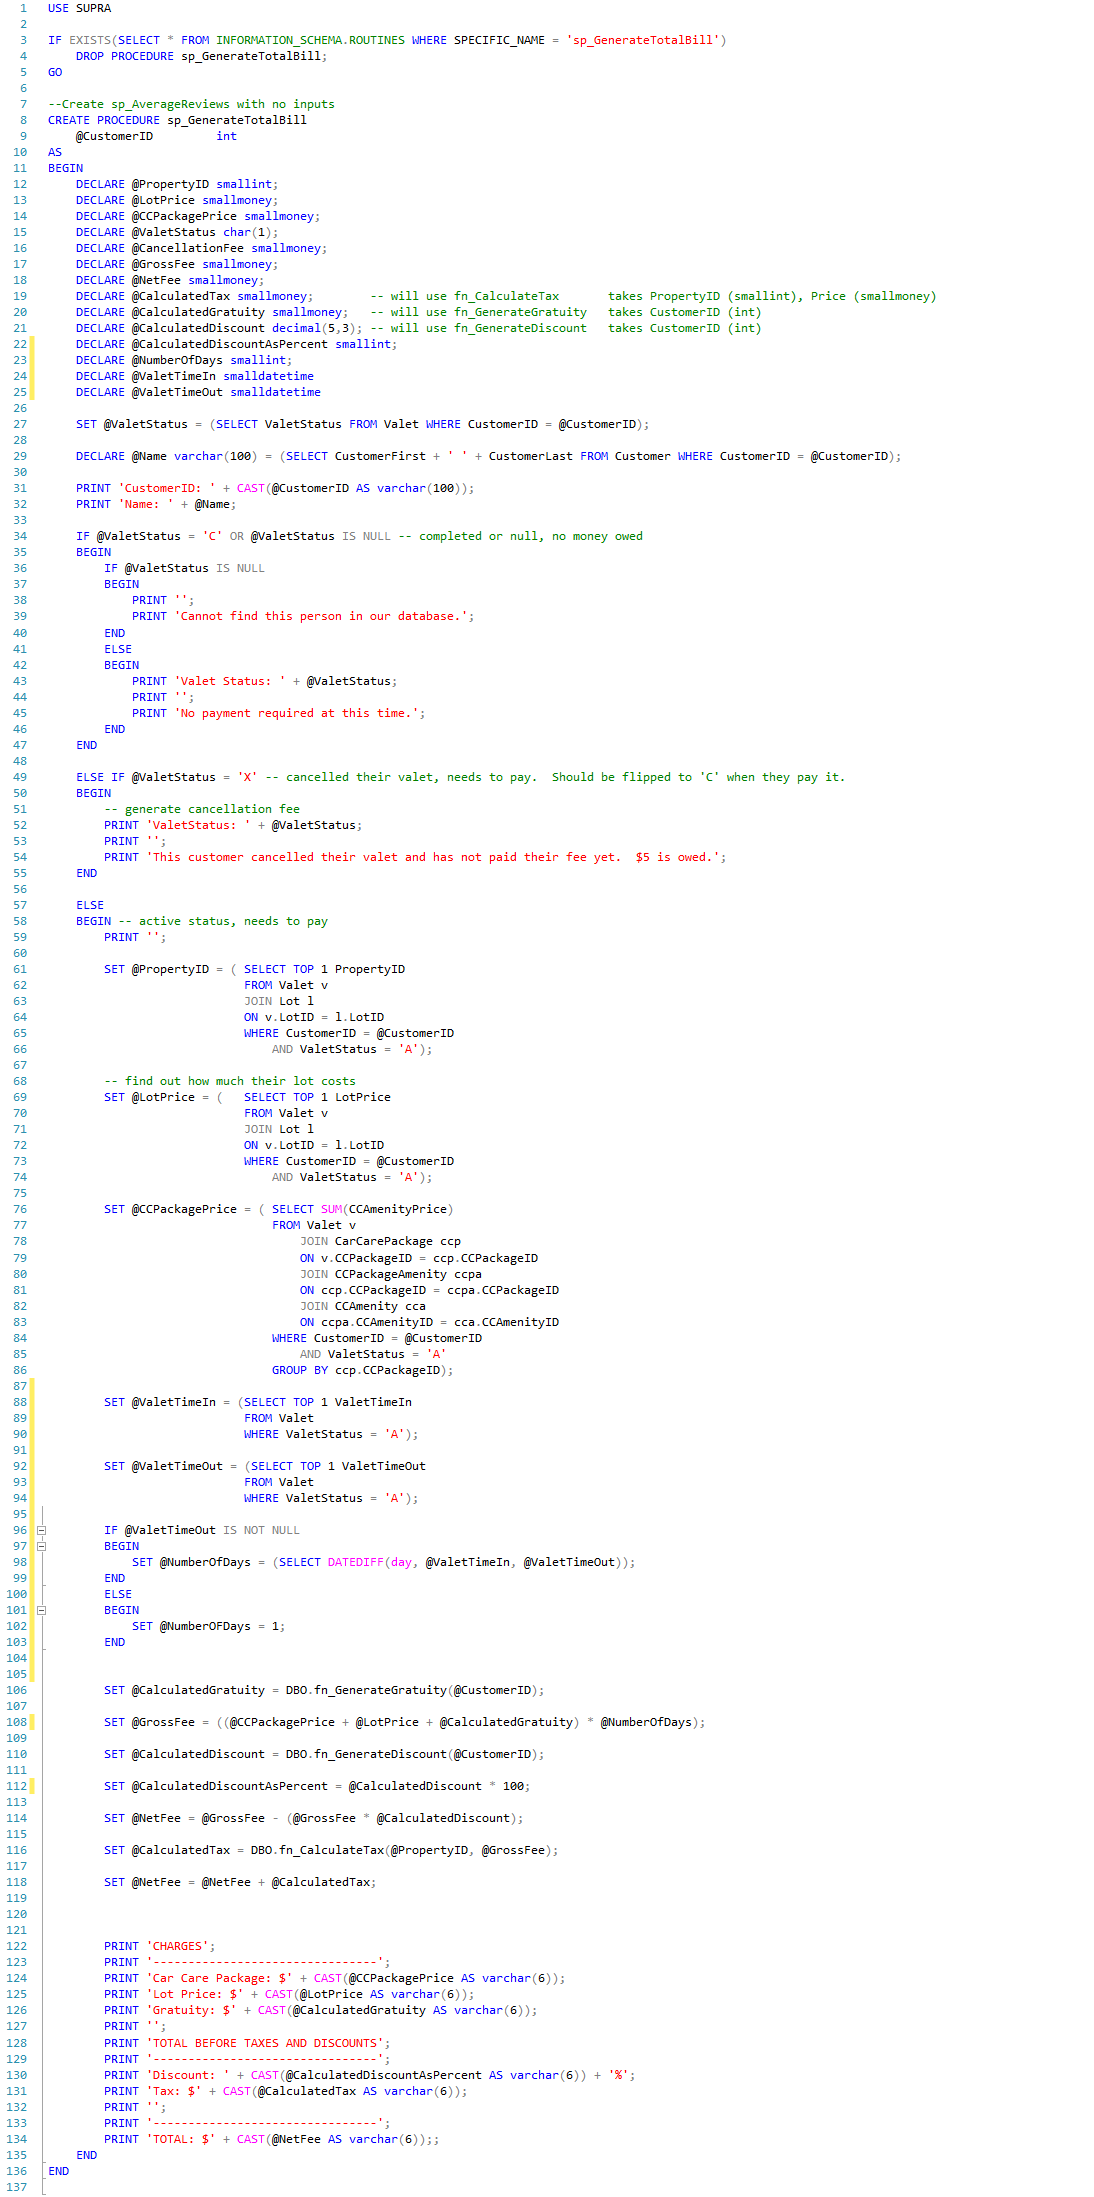 1 USE SUPRA
2
3 IF EXISTS(SELECT * FROM INFORMATION_SCHEMA.ROUTINES WHERE SPECIFIC_NAME = 'sp_GenerateTotalBill')
4     DROP PROCEDURE sp_GenerateTotalBill;
5 GO
6
7 --Create sp_AverageReviews with no inputs
8 CREATE PROCEDURE sp_GenerateTotalBill
9     @CustomerID         int
10 AS
11 BEGIN
12     DECLARE @PropertyID smallint;
13     DECLARE @LotPrice smallmoney;
14     DECLARE @CCPackagePrice smallmoney;
15     DECLARE @ValetStatus char(1);
16     DECLARE @CancellationFee smallmoney;
17     DECLARE @GrossFee smallmoney;
18     DECLARE @NetFee smallmoney;
19     DECLARE @CalculatedTax smallmoney;        -- will use fn_CalculateTax       takes PropertyID (smallint), Price (smallmoney)
20     DECLARE @CalculatedGratuity smallmoney;   -- will use fn_GenerateGratuity   takes CustomerID (int)
21     DECLARE @CalculatedDiscount decimal(5,3); -- will use fn_GenerateDiscount   takes CustomerID (int)
22     DECLARE @CalculatedDiscountAsPercent smallint;
23     DECLARE @NumberOfDays smallint;
24     DECLARE @ValetTimeIn smalldatetime
25     DECLARE @ValetTimeOut smalldatetime
26
27     SET @ValetStatus = (SELECT ValetStatus FROM Valet WHERE CustomerID = @CustomerID);
28
29     DECLARE @Name varchar(100) = (SELECT CustomerFirst + ' ' + CustomerLast FROM Customer WHERE CustomerID = @CustomerID);
30
31     PRINT 'CustomerID: ' + CAST(@CustomerID AS varchar(100));
32     PRINT 'Name: ' + @Name;
33
34     IF @ValetStatus = 'C' OR @ValetStatus IS NULL -- completed or null, no money owed
35     BEGIN
36         IF @ValetStatus IS NULL
37         BEGIN
38             PRINT '';
39             PRINT 'Cannot find this person in our database.';
40         END
41         ELSE
42         BEGIN
43             PRINT 'Valet Status: ' + @ValetStatus;
44             PRINT '';
45             PRINT 'No payment required at this time.';
46         END
47     END
48
49     ELSE IF @ValetStatus = 'X' -- cancelled their valet, needs to pay.  Should be flipped to 'C' when they pay it.
50     BEGIN
51         -- generate cancellation fee
52         PRINT 'ValetStatus: ' + @ValetStatus;
53         PRINT '';
54         PRINT 'This customer cancelled their valet and has not paid their fee yet.  $5 is owed.';
55     END
56
57     ELSE
58     BEGIN -- active status, needs to pay
59         PRINT '';
60
61         SET @PropertyID = ( SELECT TOP 1 PropertyID
62                             FROM Valet v
63                             JOIN Lot l
64                             ON v.LotID = l.LotID
65                             WHERE CustomerID = @CustomerID
66                                 AND ValetStatus = 'A');
67
68         -- find out how much their lot costs
69         SET @LotPrice = (   SELECT TOP 1 LotPrice
70                             FROM Valet v
71                             JOIN Lot l
72                             ON v.LotID = l.LotID
73                             WHERE CustomerID = @CustomerID
74                                 AND ValetStatus = 'A');
75
76         SET @CCPackagePrice = ( SELECT SUM(CCAmenityPrice)
77                                 FROM Valet v
78                                     JOIN CarCarePackage ccp
79                                     ON v.CCPackageID = ccp.CCPackageID
80                                     JOIN CCPackageAmenity ccpa
81                                     ON ccp.CCPackageID = ccpa.CCPackageID
82                                     JOIN CCAmenity cca
83                                     ON ccpa.CCAmenityID = cca.CCAmenityID
84                                 WHERE CustomerID = @CustomerID
85                                     AND ValetStatus = 'A'
86                                 GROUP BY ccp.CCPackageID);
87
88         SET @ValetTimeIn = (SELECT TOP 1 ValetTimeIn
89                             FROM Valet
90                             WHERE ValetStatus = 'A');
91
92         SET @ValetTimeOut = (SELECT TOP 1 ValetTimeOut
93                             FROM Valet
94                             WHERE ValetStatus = 'A');
95
96         IF @ValetTimeOut IS NOT NULL
97         BEGIN
98             SET @NumberOfDays = (SELECT DATEDIFF(day, @ValetTimeIn, @ValetTimeOut));
99         END
100         ELSE
101         BEGIN
102             SET @NumberOFDays = 1;
103         END
104
105
106         SET @CalculatedGratuity = DBO.fn_GenerateGratuity(@CustomerID);
107
108         SET @GrossFee = ((@CCPackagePrice + @LotPrice + @CalculatedGratuity) * @NumberOfDays);
109
110         SET @CalculatedDiscount = DBO.fn_GenerateDiscount(@CustomerID);
111
112         SET @CalculatedDiscountAsPercent = @CalculatedDiscount * 100;
113
114         SET @NetFee = @GrossFee - (@GrossFee * @CalculatedDiscount);
115
116         SET @CalculatedTax = DBO.fn_CalculateTax(@PropertyID, @GrossFee);
117
118         SET @NetFee = @NetFee + @CalculatedTax;
119
120
121
122         PRINT 'CHARGES';
123         PRINT '--------------------------------';
124         PRINT 'Car Care Package: $' + CAST(@CCPackagePrice AS varchar(6));
125         PRINT 'Lot Price: $' + CAST(@LotPrice AS varchar(6));
126         PRINT 'Gratuity: $' + CAST(@CalculatedGratuity AS varchar(6));
127         PRINT '';
128         PRINT 'TOTAL BEFORE TAXES AND DISCOUNTS';
129         PRINT '--------------------------------';
130         PRINT 'Discount: ' + CAST(@CalculatedDiscountAsPercent AS varchar(6)) + '%';
131         PRINT 'Tax: $' + CAST(@CalculatedTax AS varchar(6));
132         PRINT '';
133         PRINT '--------------------------------';
134         PRINT 'TOTAL: $' + CAST(@NetFee AS varchar(6));;
135     END
136 END
137